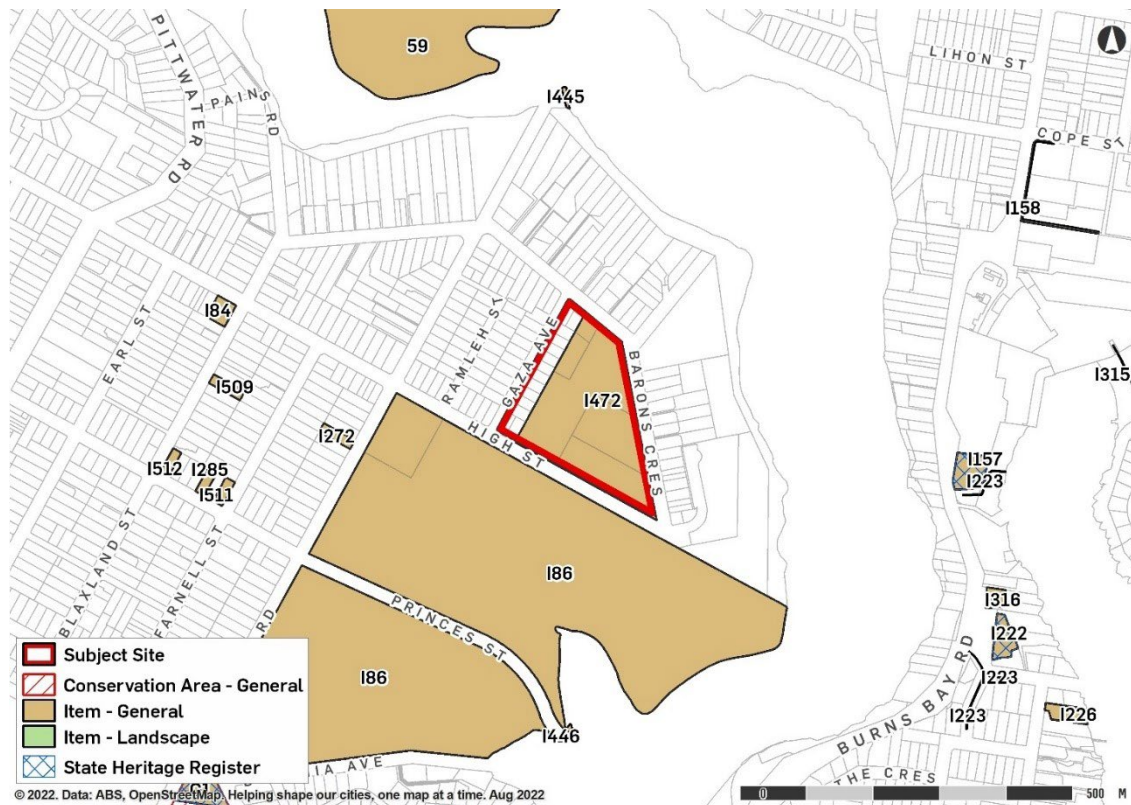 59
I445
PITTWATER RD
PAINS RD
LIHON ST
COPE ST
I158
I84
EARL ST
RAMLEH ST
GAZA AVE
BARONS CRES
I472
I315
I509
I272
HIGH ST
I512
I285
I511
I157
I223
BLAXLAND ST
FARNELL ST
RD
I86
PRINCES ST
I316
I222
I86
I223
I223
I226
I446
BURNS BAY RD
THE CRES
IA AVE
C1
Subject Site
Conservation Area - General
Item - General
Item - Landscape
State Heritage Register
© 2022. Data: ABS, OpenStreetMap. Helping shape our cities, one map at a time. Aug 2022
0 500 M